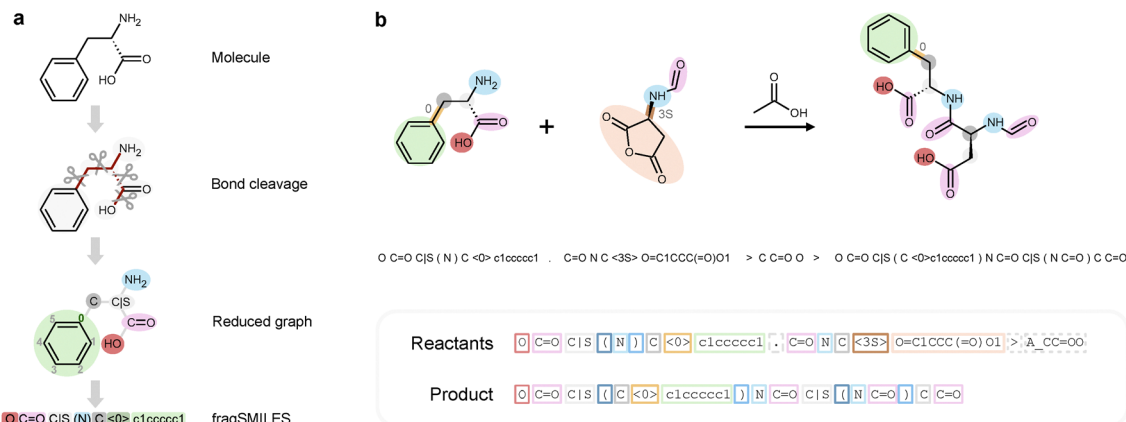 a
NH2
O
HO
Molecule
NH2
O
HO
Bond cleavage
NH2
C C|S
5 0
C=O
4 1
HO
3 2
Reduced graph
O C=O C|S (N) C <0> c1ccccc1
fragSMILES
b
0
NH2
O
HO
+
O
NH
3S
O
O
O
O
OH
0
HO
O
NH
O
NH
O
HO
O
O C=O C|S ( N ) C <0> c1ccccc1 . C=O N C <3S> O=C1CCC(=O)O1 > C C=O O > O C=O C|S ( C <0>c1ccccc1 ) N C=O C|S ( N C=O ) C C=O
Reactants O C=O C|S ( N ) C <0> c1ccccc1 . C=O N C <3S> O=C1CCC(=O)O1 > A_CC=OO
Product O C=O C|S ( C <0> c1ccccc1 ) N C=O C|S ( N C=O ) C C=O